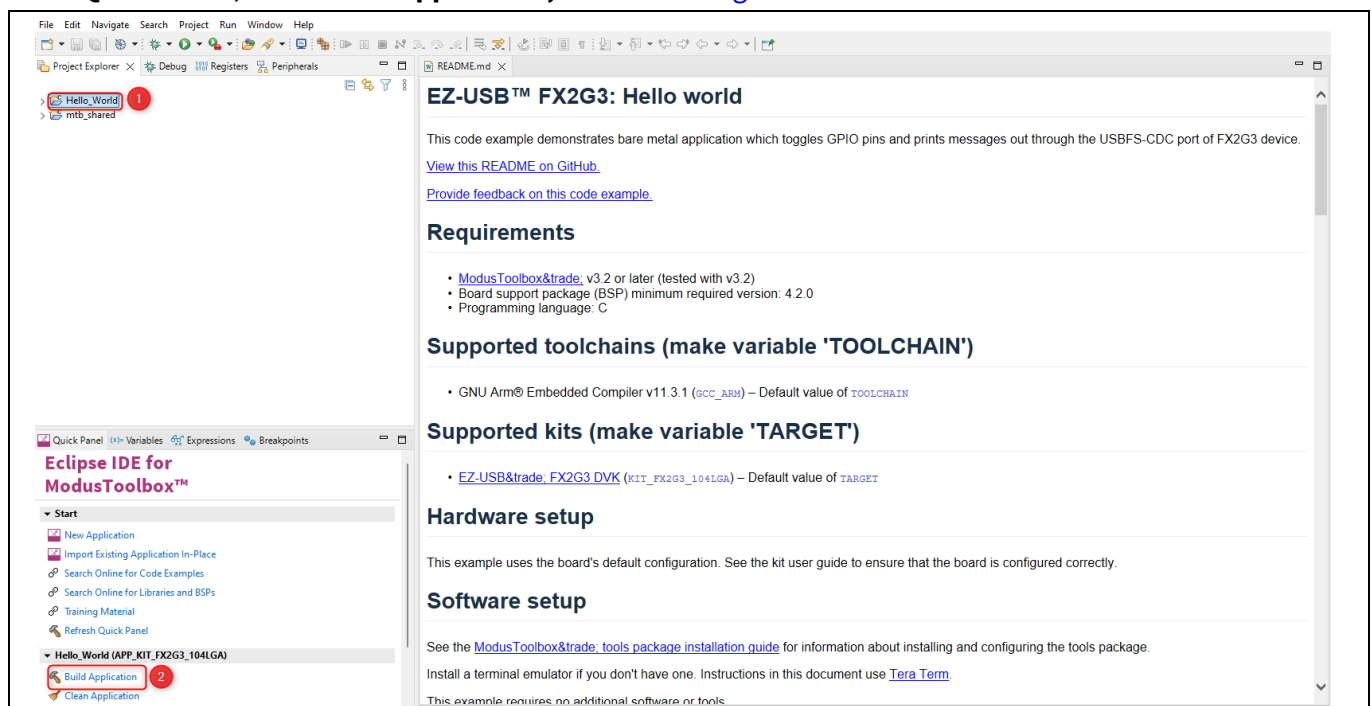 File Edit Navigate Search Project Run Window Help
Project Explorer Debug Registers Peripherals
Hello_World 1
mtb_shared
Quick Panel (x)= Variables Expressions Breakpoints
Eclipse IDE for
ModusToolbox™
Start
New Application
Import Existing Application In-Place
Search Online for Code Examples
Search Online for Libraries and BSPs
Training Material
Refresh Quick Panel
Hello_World (APP_KIT_FX2G3_104LGA)
Build Application 2
Clean Application
README.md
EZ-USB™ FX2G3: Hello world
This code example demonstrates bare metal application which toggles GPIO pins and prints messages out through the USBFS-CDC port of FX2G3 device.
View this README on GitHub.
Provide feedback on this code example.
Requirements
• ModusToolbox&trade; v3.2 or later (tested with v3.2)
• Board support package (BSP) minimum required version: 4.2.0
• Programming language: C
Supported toolchains (make variable 'TOOLCHAIN')
• GNU Arm® Embedded Compiler v11.3.1 (GCC_ARM) – Default value of TOOLCHAIN
Supported kits (make variable 'TARGET')
• EZ-USB&trade; FX2G3 DVK (KIT_FX2G3_104LGA) – Default value of TARGET
Hardware setup
This example uses the board's default configuration. See the kit user guide to ensure that the board is configured correctly.
Software setup
See the ModusToolbox&trade; tools package installation guide for information about installing and configuring the tools package.
Install a terminal emulator if you don't have one. Instructions in this document use Tera Term.
This example requires no additional software or tools.